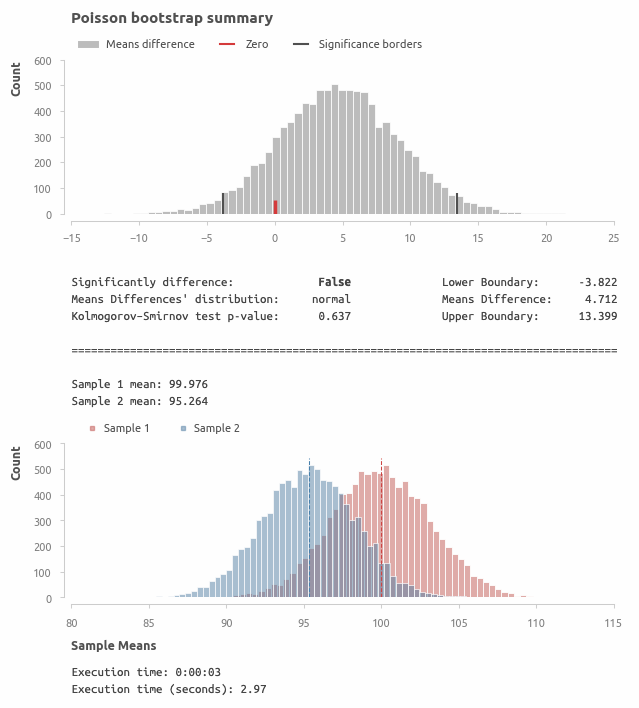 Poisson bootstrap summary
Means difference Zero Significance borders
Count
600
500
400
300
200
100
0
−15 −10 −5 0 5 10 15 20 25
Significantly difference: False Lower Boundary: -3.822
Means Differences' distribution: normal Means Difference: 4.712
Kolmogorov-Smirnov test p-value: 0.637 Upper Boundary: 13.399
====================================================================================
Sample 1 mean: 99.976
Sample 2 mean: 95.264
Sample 1 Sample 2
Count
600
500
400
300
200
100
0
80 85 90 95 100 105 110 115
Sample Means
Execution time: 0:00:03
Execution time (seconds): 2.97